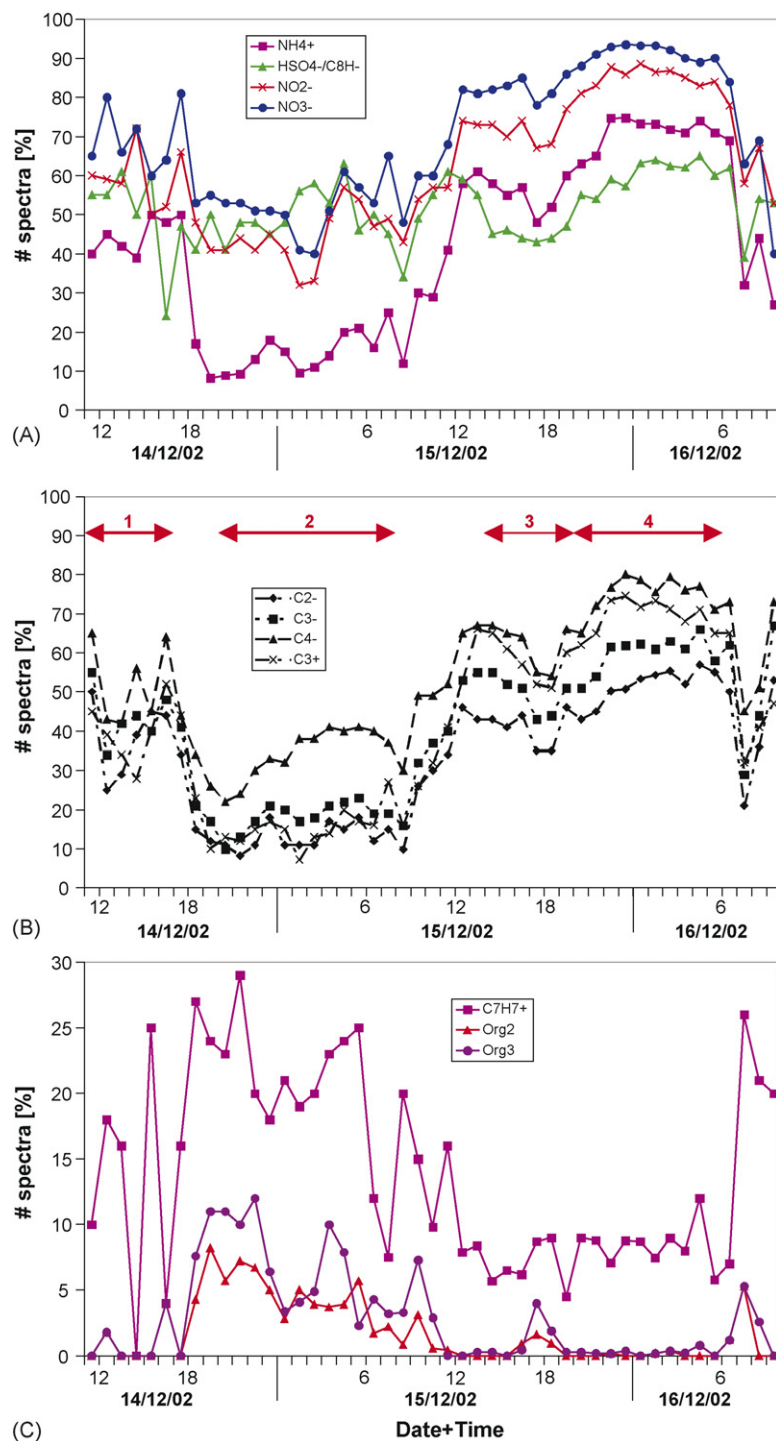 100
90
80
70
60
50
40
30
20
10
0
# spectra [%]
NH4+
HSO4-/C8H-
NO2-
NO3-
12 18 6 12 18 6
14/12/02 15/12/02 16/12/02
(A)
100
90
80
70
60
50
40
30
20
10
0
# spectra [%]
1 2 3 4
C2-
C3-
C4-
C3+
12 18 6 12 18 6
14/12/02 15/12/02 16/12/02
(B)
30
25
20
15
10
5
0
# spectra [%]
C7H7+
Org2
Org3
12 18 6 12 18 6
14/12/02 15/12/02 16/12/02
(C)
Date+Time